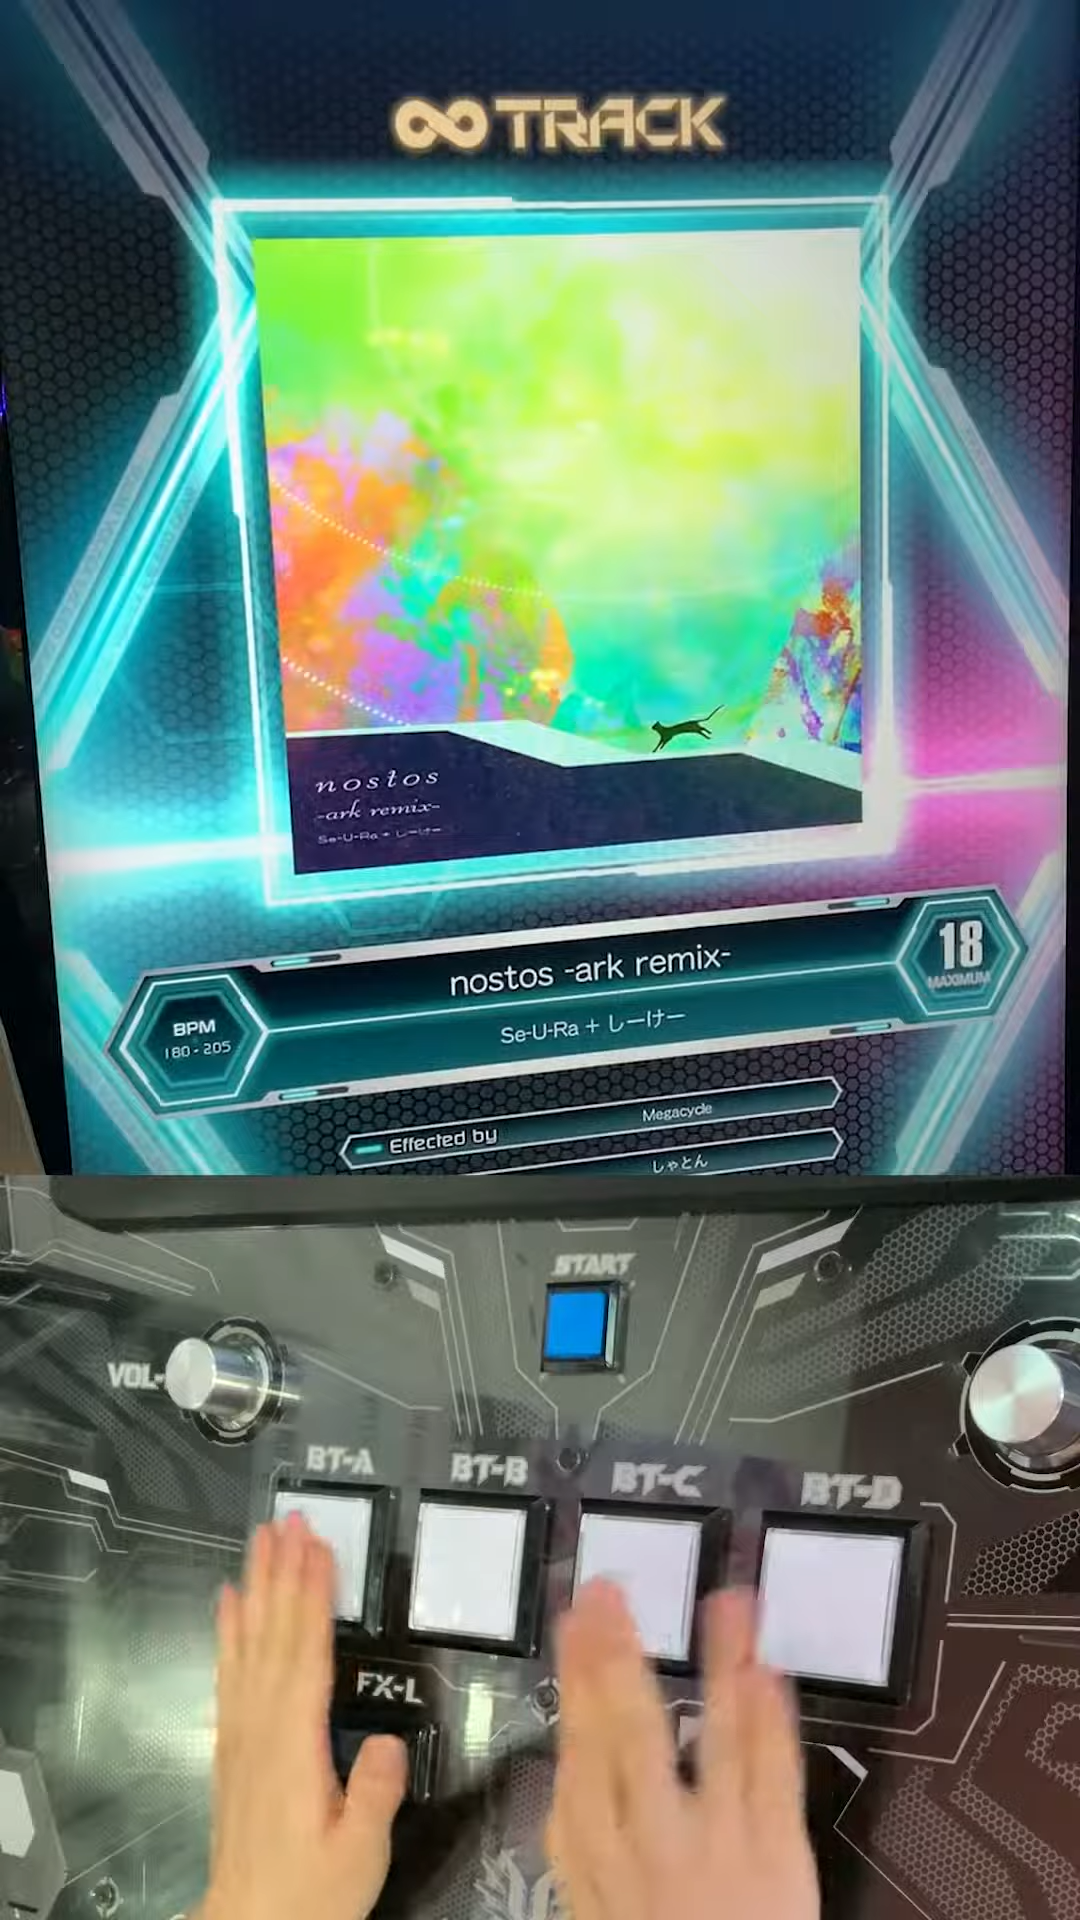 ∞TRACK
nostos
-ark remix-
Se-U-Ra + しーけー
nostos -ark remix-
18
MAXIMUM
BPM
180-205
Se-U-Ra + しーけー
Megacycle
Effected by
しゃとん
START
VOL-
BT-A
BT-B
BT-C
BT-D
FX-L